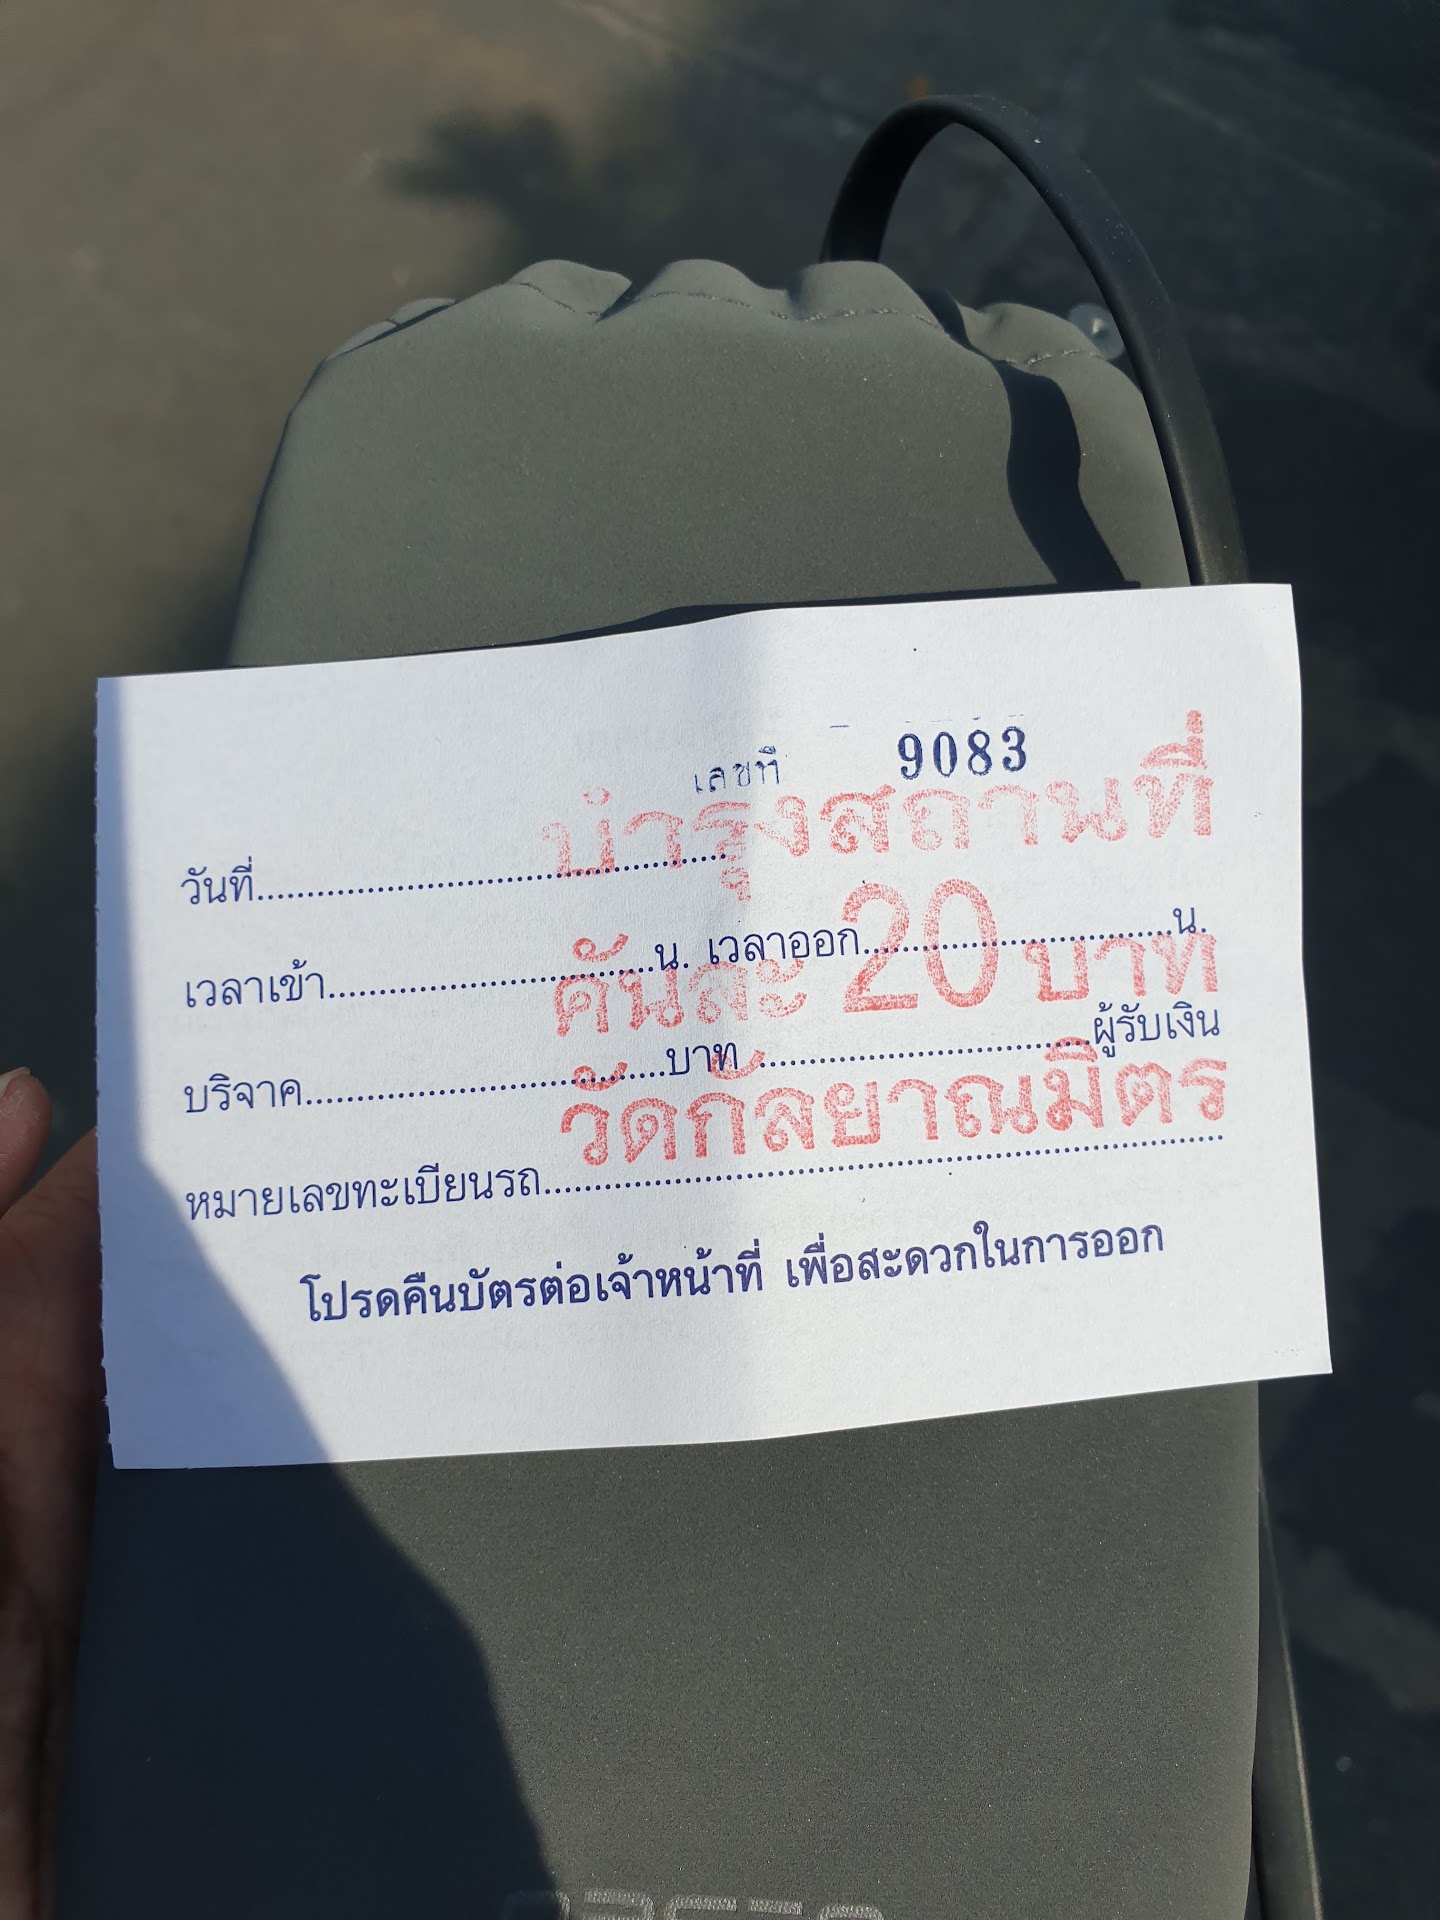 เลขที่ 9083
บำรุงสถานที่
วันที่....................................................
คันละ 20 บาท
เวลาเข้า....................................น. เวลาออก....................................น.
วัดกัลยาณมิตร
บริจาค........................................บาท ........................................ผู้รับเงิน
หมายเลขทะเบียนรถ................................................................................
โปรดคืนบัตรต่อเจ้าหน้าที่ เพื่อสะดวกในการออก